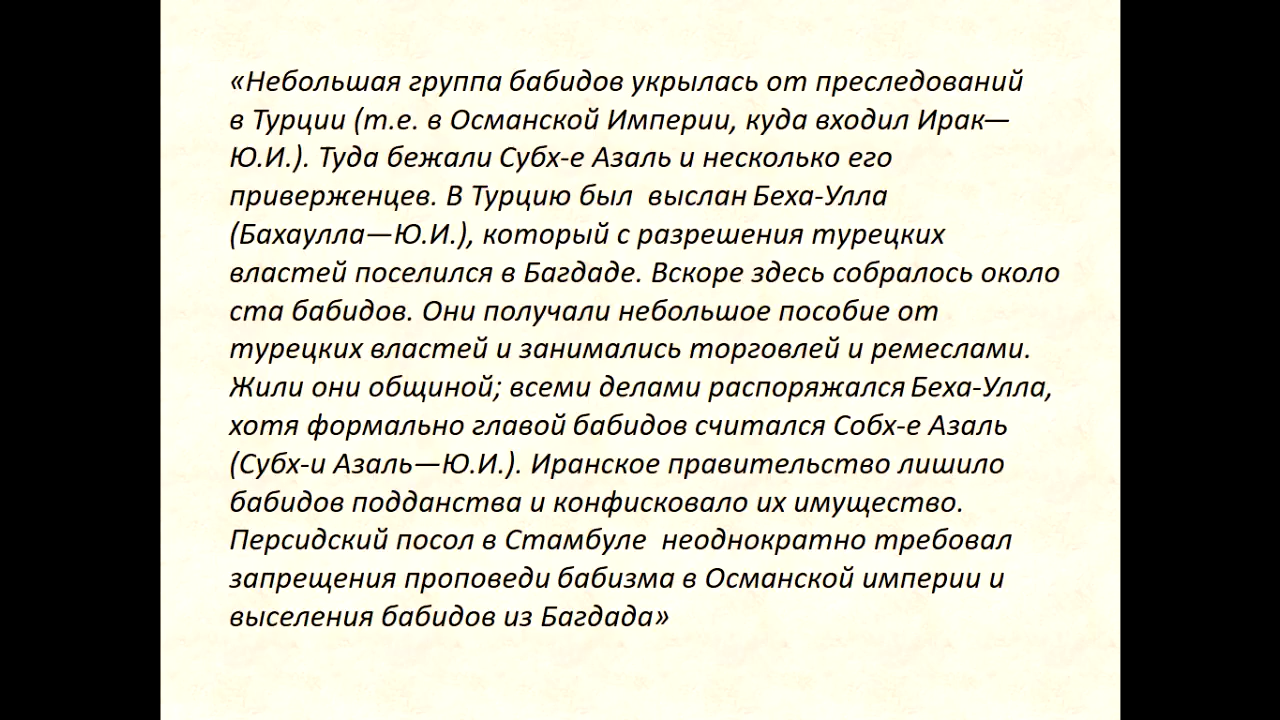 «Небольшая группа бабидов укрылась от преследований
в Турции (т.е. в Османской Империи, куда входил Ирак—
Ю.И.). Туда бежали Субх-е Азаль и несколько его
приверженцев. В Турцию был  выслан Беха-Улла
(Бахаулла—Ю.И.), который с разрешения турецких
властей поселился в Багдаде. Вскоре здесь собралось около
ста бабидов. Они получали небольшое пособие от
турецких властей и занимались торговлей и ремеслами.
Жили они общиной; всеми делами распоряжался Беха-Улла,
хотя формально главой бабидов считался Собх-е Азаль
(Субх-и Азаль—Ю.И.). Иранское правительство лишило
бабидов подданства и конфисковало их имущество.
Персидский посол в Стамбуле  неоднократно требовал
запрещения проповеди бабизма в Османской империи и
выселения бабидов из Багдада»